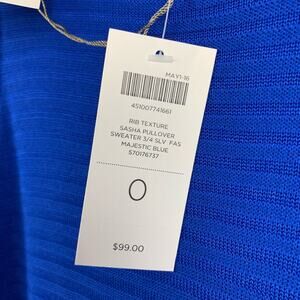 MAY1-16
451007741661
RIB TEXTURE
SASHA PULLOVER
SWEATER 3/4 SLV FAS
MAJESTIC BLUE
570176737
0
$99.00